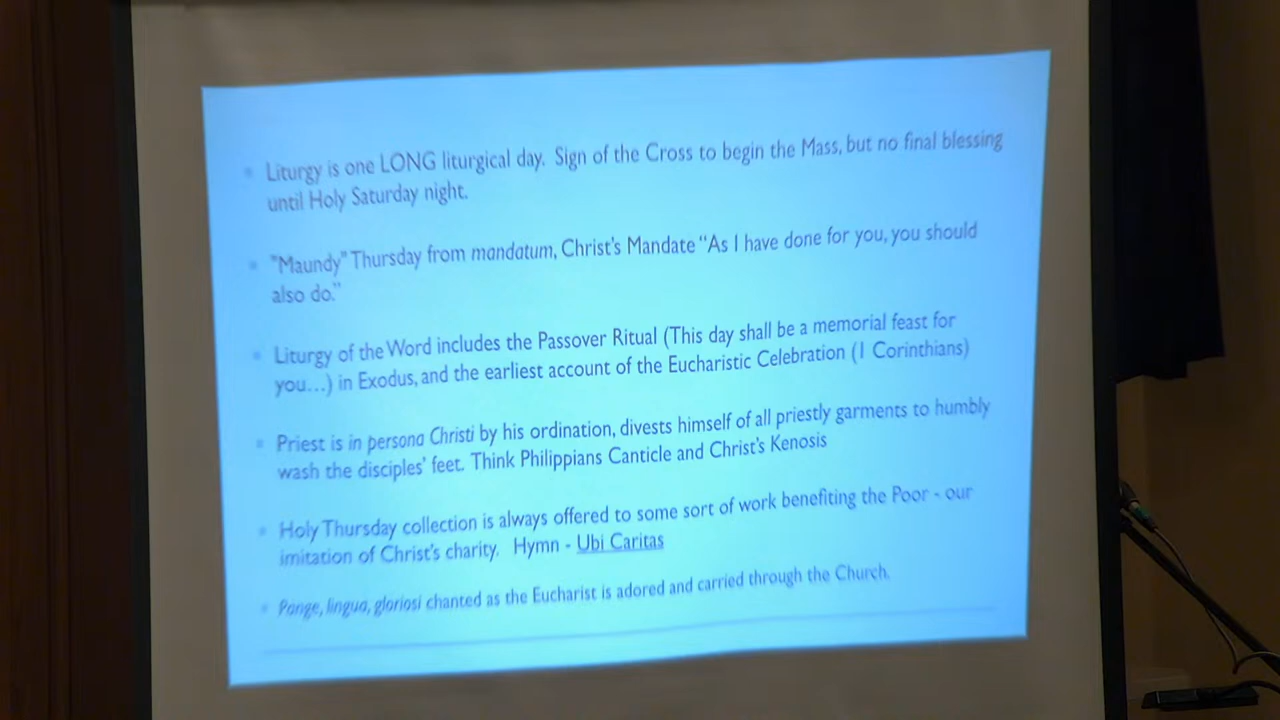 Liturgy is one LONG liturgical day. Sign of the Cross to begin the Mass, but no final blessing
until Holy Saturday night.
"Maundy" Thursday from mandatum, Christ's Mandate "As I have done for you, you should
also do."
Liturgy of the Word includes the Passover Ritual (This day shall be a memorial feast for
you...) in Exodus, and the earliest account of the Eucharistic Celebration (1 Corinthians)
Priest is in persona Christi by his ordination, divests himself of all priestly garments to humbly
wash the disciples' feet. Think Philippians Canticle and Christ's Kenosis
Holy Thursday collection is always offered to some sort of work benefiting the Poor - our
imitation of Christ's charity. Hymn - Ubi Caritas
Pange, lingua, gloriosi chanted as the Eucharist is adored and carried through the Church.